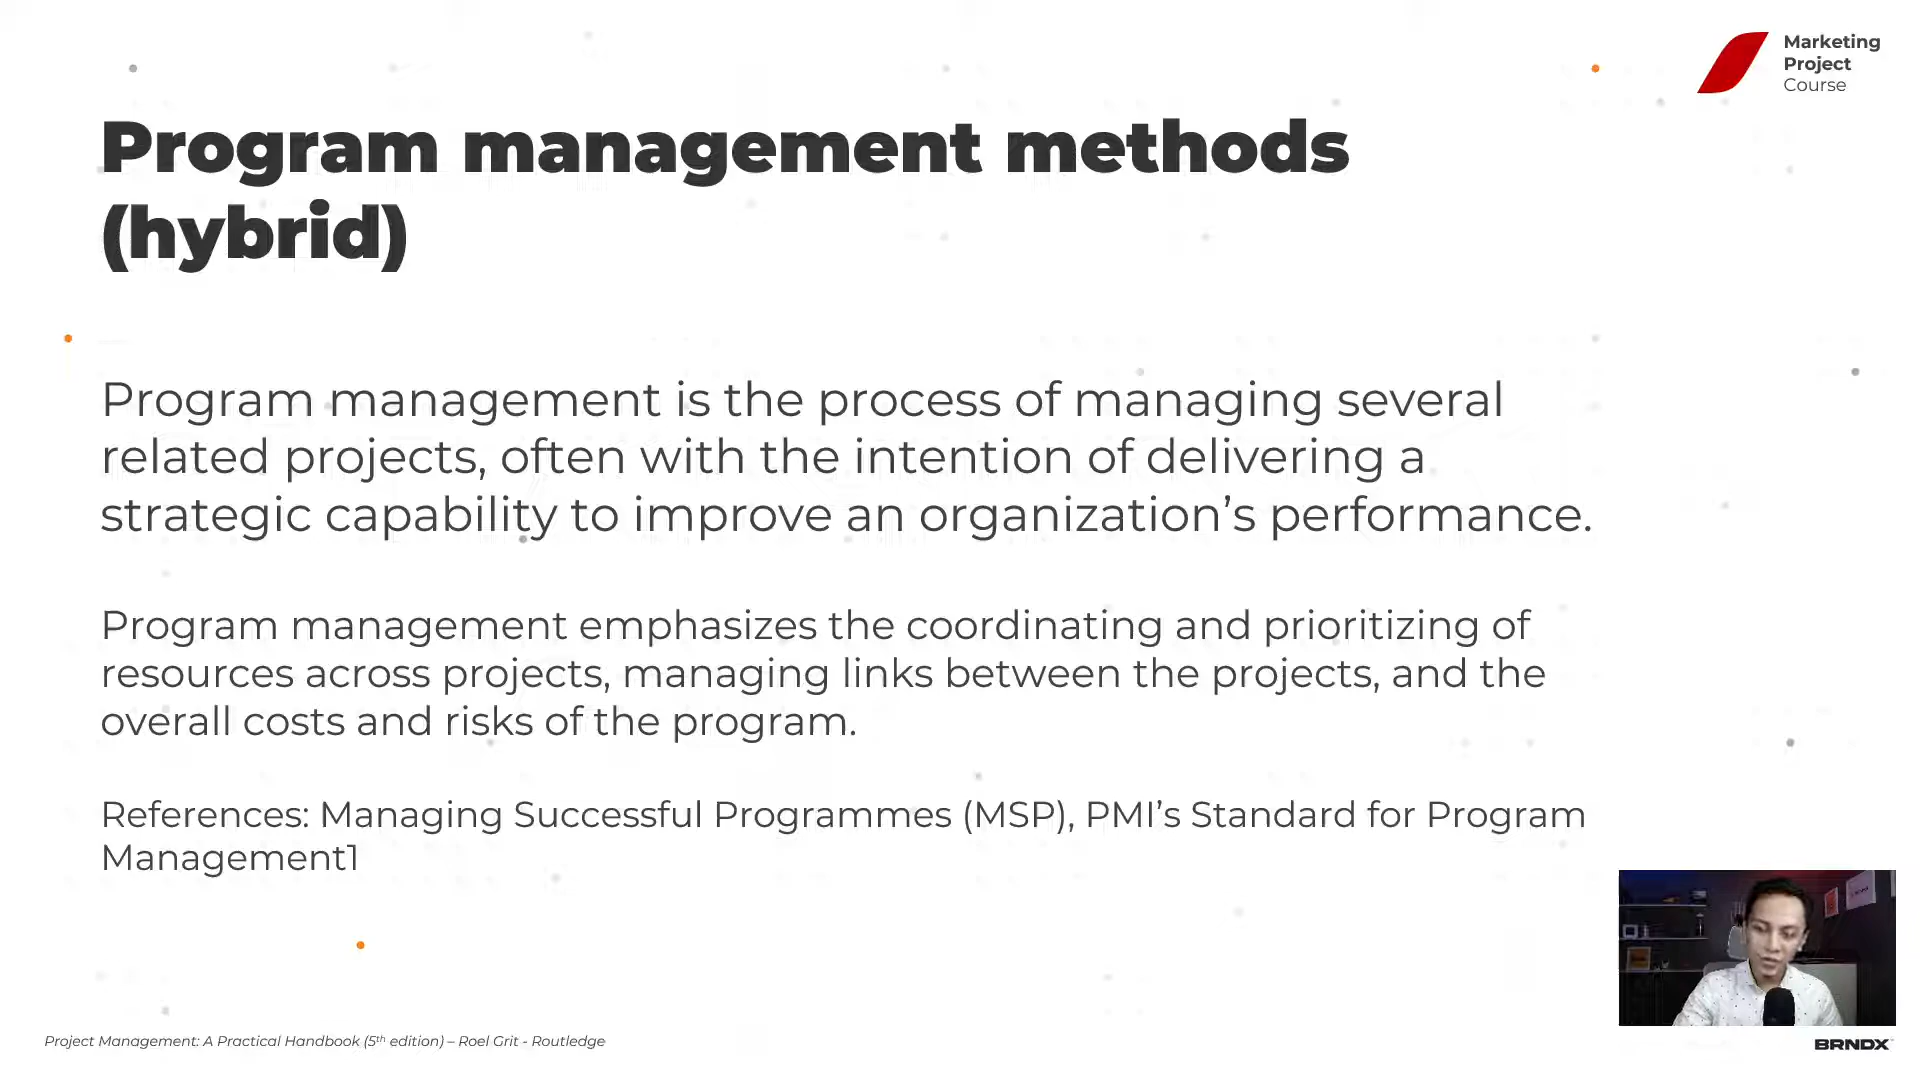 Marketing
Project
Course
Program management methods
(hybrid)
Program management is the process of managing several
related projects, often with the intention of delivering a
strategic capability to improve an organization’s performance.
Program management emphasizes the coordinating and prioritizing of
resources across projects, managing links between the projects, and the
overall costs and risks of the program.
References: Managing Successful Programmes (MSP), PMI’s Standard for Program
Management1
Project Management: A Practical Handbook (5th edition) – Roel Grit - Routledge
BRNDX